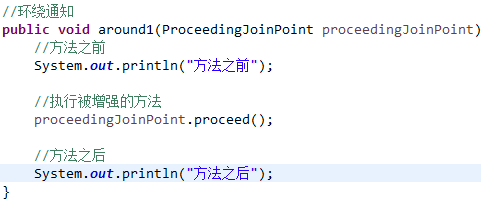 //环绕通知
public void around1(ProceedingJoinPoint proceedingJoinPoint)
//方法之前
System.out.println("方法之前");
//执行被增强的方法
proceedingJoinPoint.proceed();
//方法之后
System.out.println("方法之后");
}